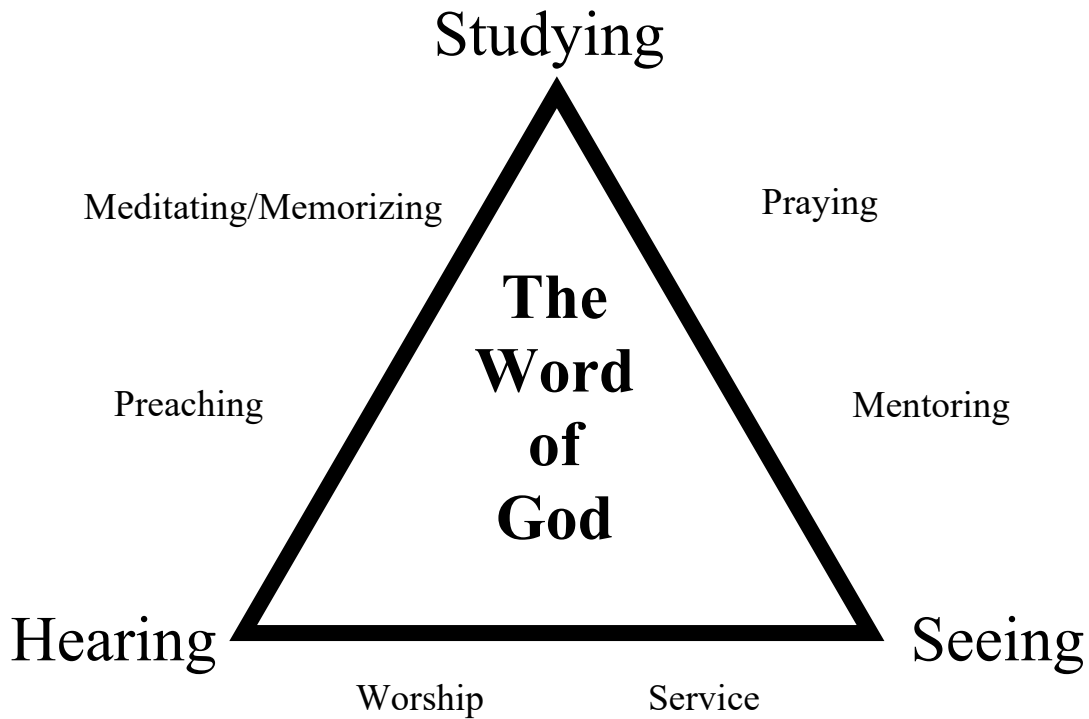 Studying
Meditating/Memorizing
Praying
The
Word
of
God
Preaching
Mentoring
Hearing
Seeing
Worship
Service